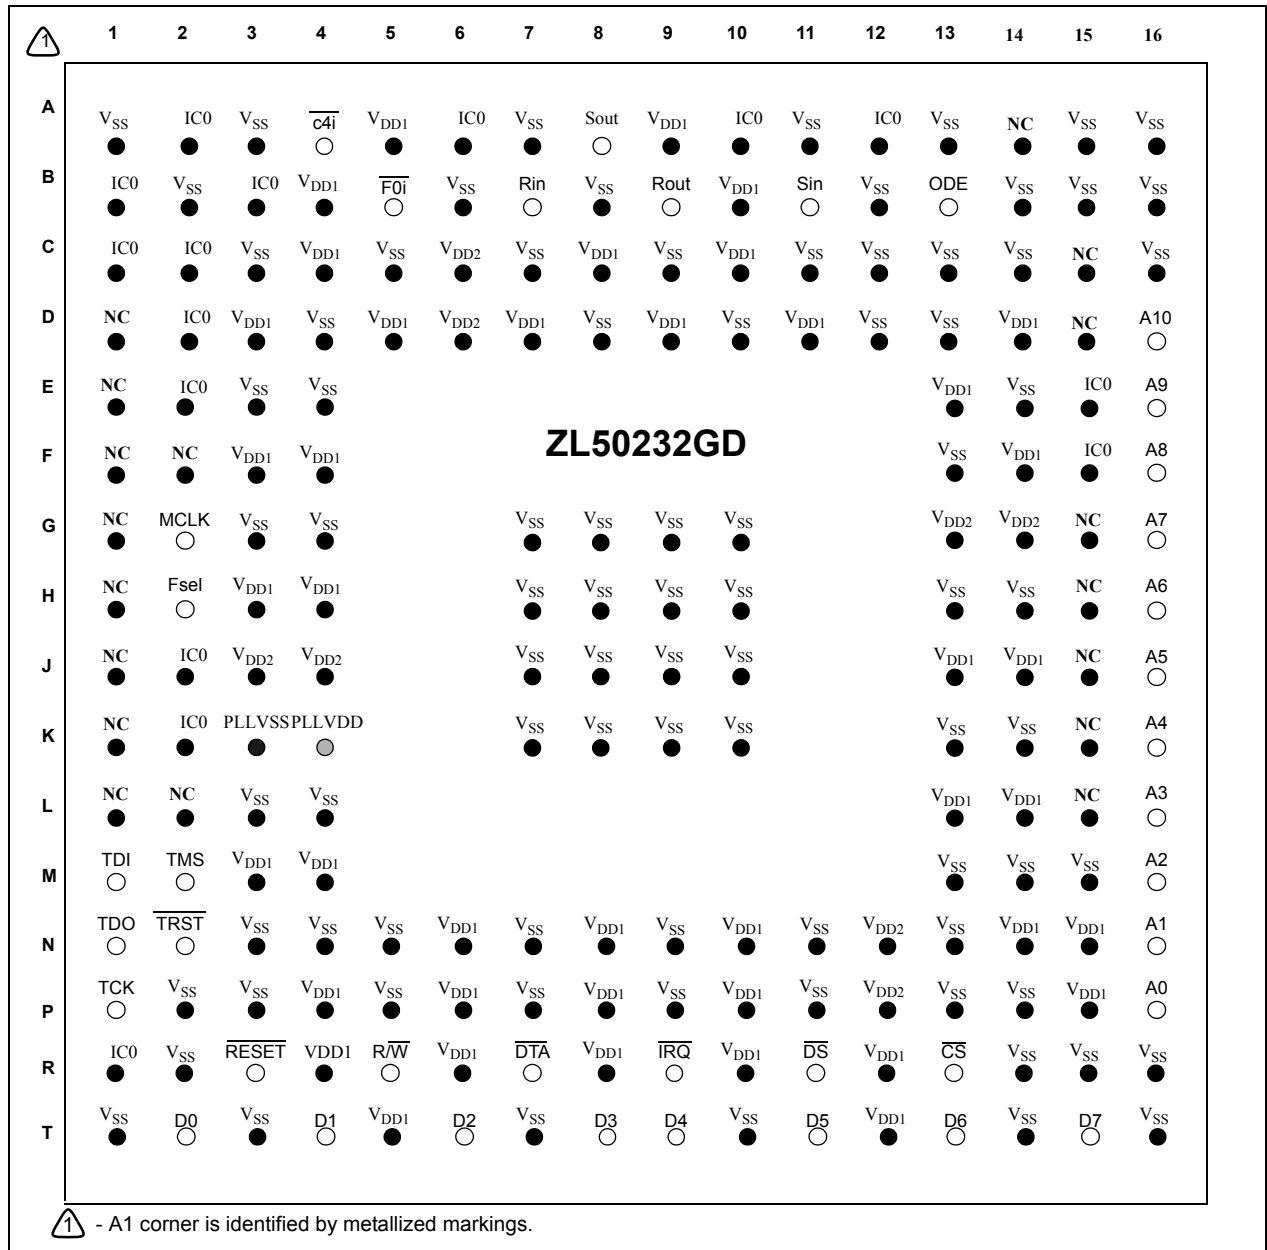 1 1 2 3 4 5 6 7 8 9 10 11 12 13 14 15 16
A VSS IC0 VSS c4i VDD1 IC0 VSS Sout VDD1 IC0 VSS IC0 VSS NC VSS VSS
B IC0 VSS IC0 VDD1 F0i VSS Rin VSS Rout VDD1 Sin VSS ODE VSS VSS VSS
C IC0 IC0 VSS VDD1 VSS VDD2 VSS VDD1 VSS VDD1 VSS VSS VSS VSS NC VSS
D NC IC0 VDD1 VSS VDD1 VDD2 VDD1 VSS VDD1 VSS VDD1 VSS VSS VDD1 NC A10
E NC IC0 VSS VSS VDD1 VSS IC0 A9
ZL50232GD
F NC NC VDD1 VDD1 VSS VDD1 IC0 A8
G NC MCLK VSS VSS VSS VSS VSS VSS VDD2 VDD2 NC A7
H NC Fsel VDD1 VDD1 VSS VSS VSS VSS VSS VSS NC A6
J NC IC0 VDD2 VDD2 VSS VSS VSS VSS VDD1 VDD1 NC A5
K NC IC0 PLLVSS PLLVDD VSS VSS VSS VSS VSS VSS NC A4
L NC NC VSS VSS VDD1 VDD1 NC A3
M TDI TMS VDD1 VDD1 VSS VSS VSS A2
N TDO TRST VSS VSS VSS VDD1 VSS VDD1 VSS VDD1 VSS VDD2 VSS VDD1 VDD1 A1
P TCK VSS VSS VDD1 VSS VDD1 VSS VDD1 VSS VDD1 VSS VDD2 VSS VSS VDD1 A0
R IC0 VSS RESET VDD1 R/W VDD1 DTA VDD1 IRQ VDD1 DS VDD1 CS VSS VSS VSS
T VSS D0 VSS D1 VDD1 D2 VSS D3 D4 VSS D5 VDD1 D6 VSS D7 VSS
1 - A1 corner is identified by metallized markings.